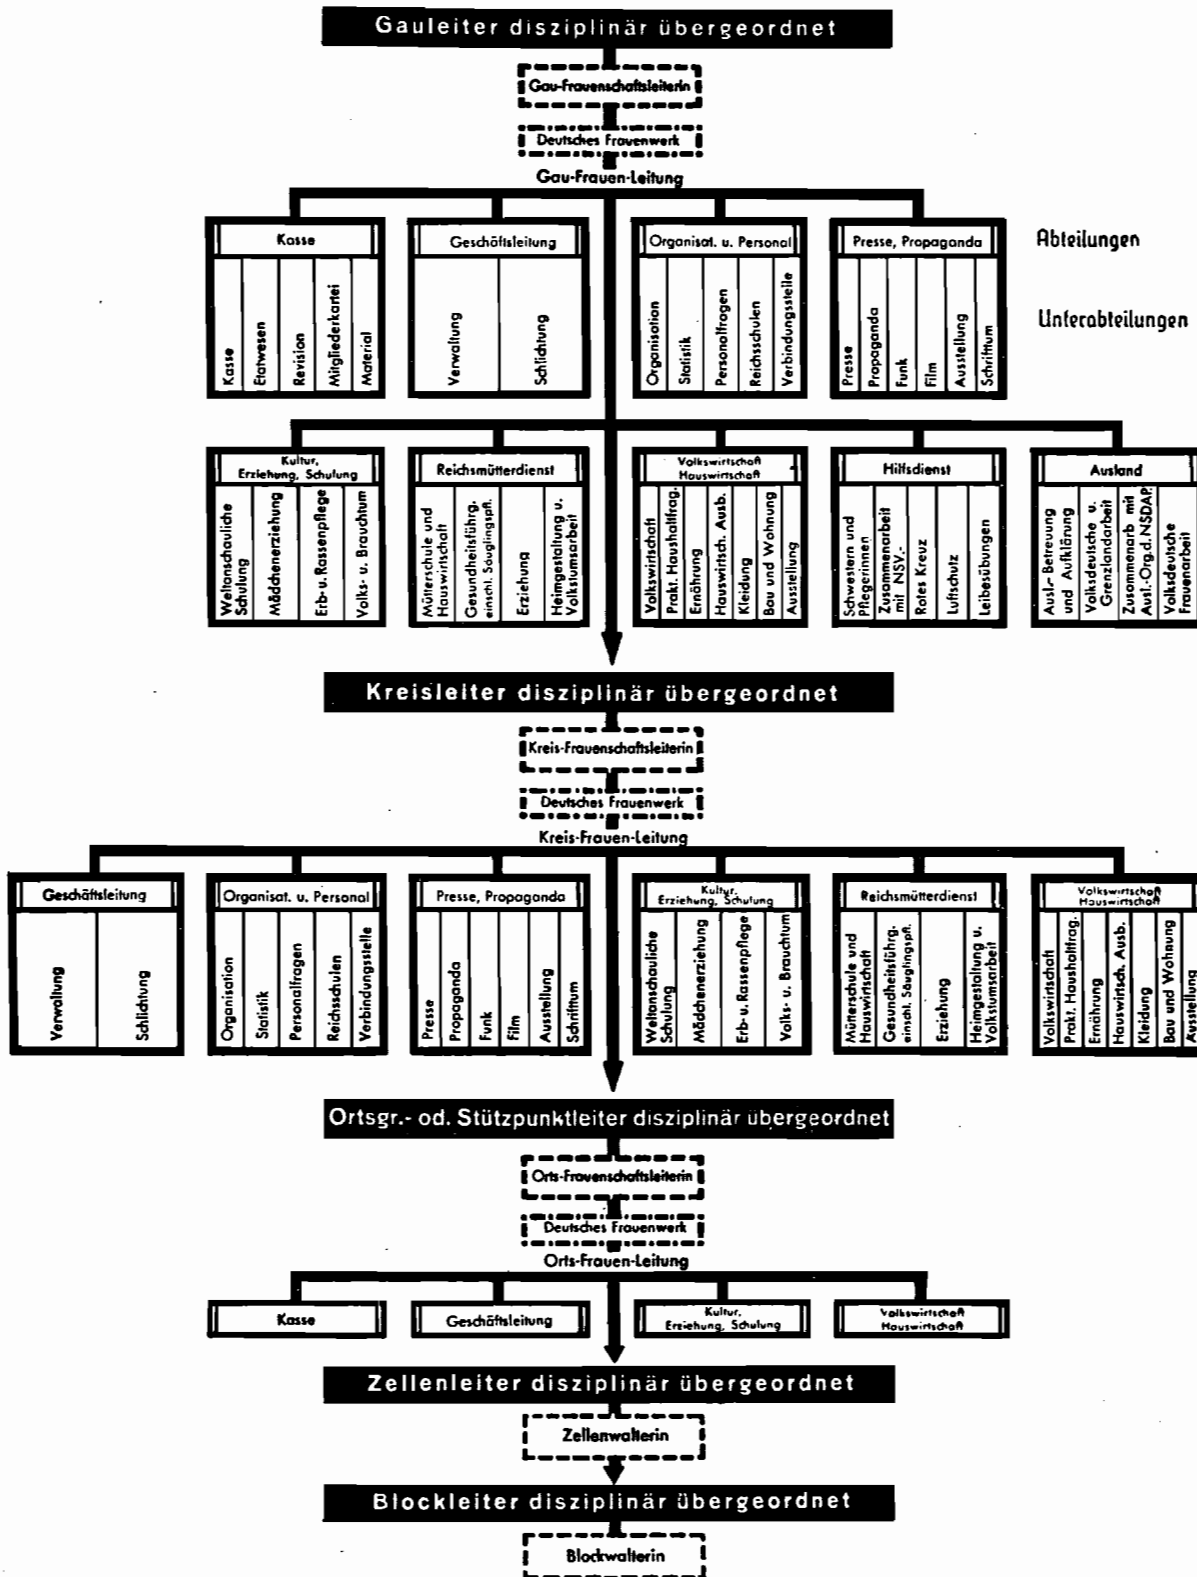 Gauleiter disziplinär übergeordnet
Gau-Frauenschaftsleiterin
Deutsches Frauenwerk
Gau-Frauen-Leitung
Kasse
Kasse
Etatwesen
Revision
Mitgliederkartei
Material
Geschäftsleitung
Verwaltung
Schlichtung
Organisat. u. Personal
Organisation
Statistik
Personalfragen
Reichsschulen
Verbindungsstelle
Presse, Propaganda
Presse
Propaganda
Funk
Film
Ausstellung
Schrifttum
Abteilungen
Unterabteilungen
Kultur,
Erziehung, Schulung
Weltanschauliche
Schulung
Mädchenerziehung
Erb- u. Rassenpflege
Volks- u. Brauchtum
Reichsmütterdienst
Mütterschule und
Hauswirtschaft
Gesundheitsführg.
einschl. Säuglingspfl.
Erziehung
Heimgestaltung u.
Volkstumsarbeit
Volkswirtschaft
Hauswirtschaft
Volkswirtschaft
Prakt. Haushaltfrag.
Ernährung
Hauswirtsch. Ausb.
Kleidung
Bau und Wohnung
Ausstellung
Hilfsdienst
Schwestern und
Pflegerinnen
Zusammenarbeit
mit NSV.-
Rotes Kreuz
Luftschutz
Leibesübungen
Ausland
Ausl.- Betreuung
und Aufklärung
Volksdeutsche u.
Grenzlandarbeit
Zusammenarb mit
Ausl.-Org.d.NSDAP.
Volksdeutsche
Frauenarbeit
Kreisleiter disziplinär übergeordnet
Kreis-Frauenschaftsleiterin
Deutsches Frauenwerk
Kreis-Frauen-Leitung
Geschäftsleitung
Verwaltung
Schlichtung
Organisat. u. Personal
Organisation
Statistik
Personalfragen
Reichsschulen
Verbindungsstelle
Presse, Propaganda
Presse
Propaganda
Funk
Film
Ausstellung
Schrifttum
Kultur,
Erziehung, Schulung
Weltanschauliche
Schulung
Mädchenerziehung
Erb- u. Rassenpflege
Volks- u. Brauchtum
Reichsmütterdienst
Mütterschule und
Hauswirtschaft
Gesundheitsführg.
einschl. Säuglingspfl.
Erziehung
Heimgestaltung u.
Volkstumsarbeit
Volkswirtschaft
Hauswirtschaft
Volkswirtschaft
Prakt. Haushaltfrag.
Ernährung
Hauswirtsch. Ausb.
Kleidung
Bau und Wohnung
Ausstellung
Ortsgr.- od. Stützpunktleiter disziplinär übergeordnet
Orts-Frauenschaftsleiterin
Deutsches Frauenwerk
Orts-Frauen-Leitung
Kasse
Geschäftsleitung
Kultur,
Erziehung, Schulung
Volkswirtschaft
Hauswirtschaft
Zellenleiter disziplinär übergeordnet
Zellenwalterin
Blockleiter disziplinär übergeordnet
Blockwalterin